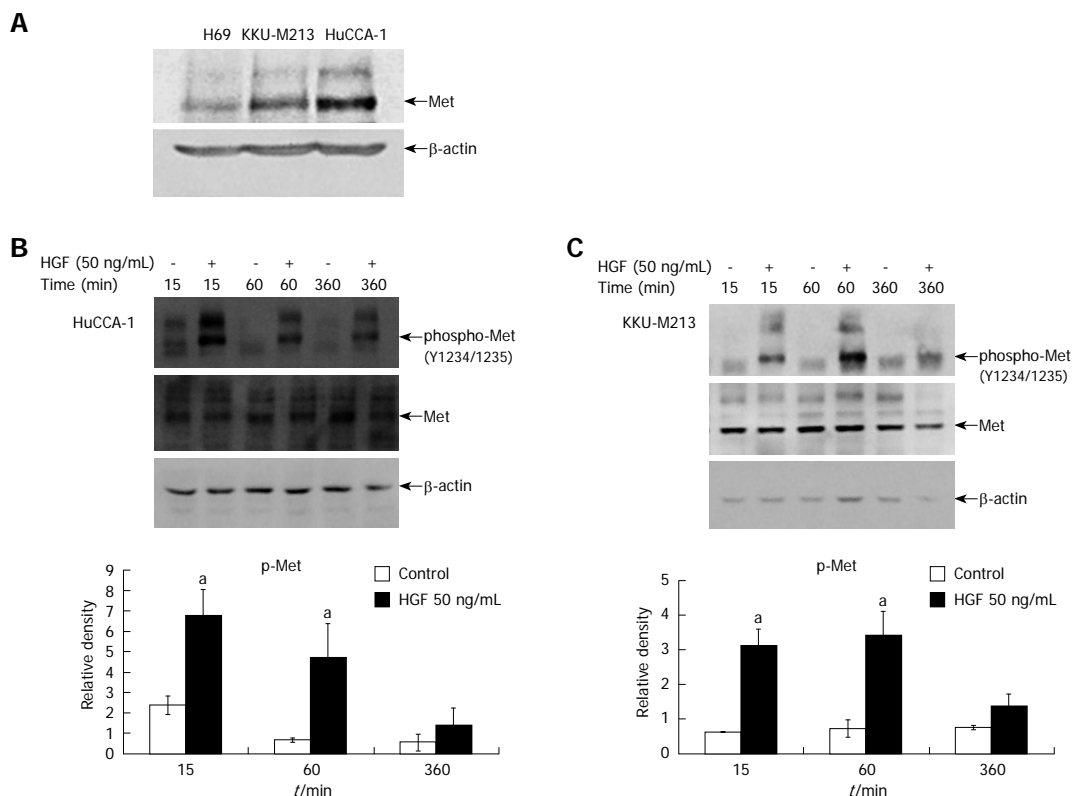 A
H69 KKU-M213 HuCCA-1
Met
β-actin
B
HGF (50 ng/mL) - + - + - +
Time (min) 15 15 60 60 360 360
HuCCA-1
phospho-Met
(Y1234/1235)
Met
β-actin
p-Met
Control
HGF 50 ng/mL
Relative density
9
8
7
6
5
4
3
2
1
0
a
a
15 60 360
t/min
C
HGF (50 ng/mL) - + - + - +
Time (min) 15 15 60 60 360 360
KKU-M213
phospho-Met
(Y1234/1235)
Met
β-actin
p-Met
Control
HGF 50 ng/mL
Relative density
5
4
3
2
1
0
a
a
15 60 360
t/min